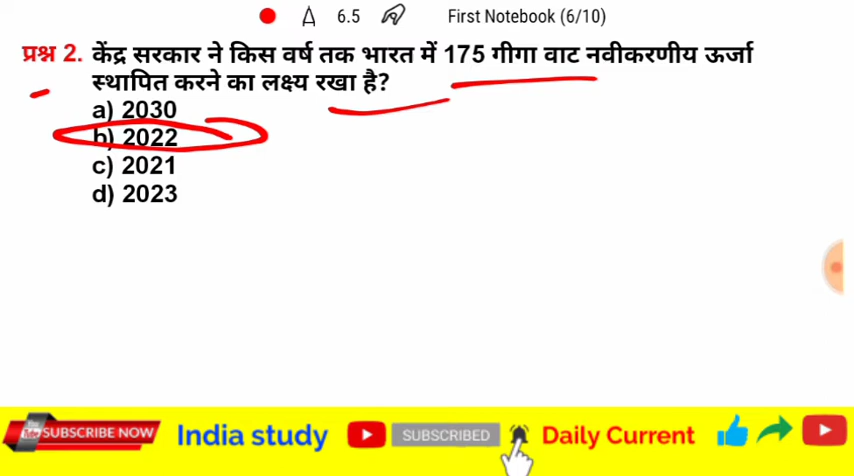 6.5 First Notebook (6/10)
प्रश्न 2. केंद्र सरकार ने किस वर्ष तक भारत में 175 गीगा वाट नवीकरणीय ऊर्जा
स्थापित करने का लक्ष्य रखा है?
a) 2030
b) 2022
c) 2021
d) 2023
SUBSCRIBE NOW India study SUBSCRIBED Daily Current